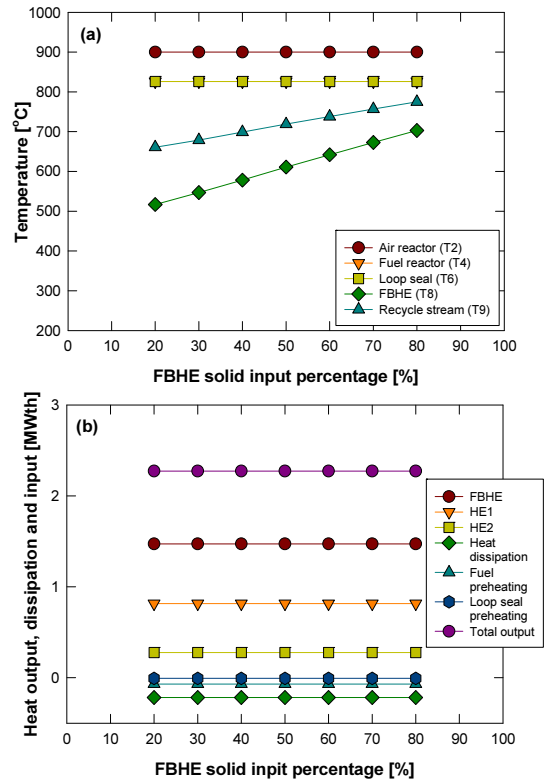 (a)
Temperature [°C]
1000
900
800
700
600
500
400
300
200
Air reactor (T2)
Fuel reactor (T4)
Loop seal (T6)
FBHE (T8)
Recycle stream (T9)
0 10 20 30 40 50 60 70 80 90 100
FBHE solid input percentage [%]
(b)
Heat output, dissipation and input [MWth]
3
2
1
0
FBHE
HE1
HE2
Heat
dissipation
Fuel
preheating
Loop seal
preheating
Total output
0 10 20 30 40 50 60 70 80 90 100
FBHE solid inpit percentage [%]